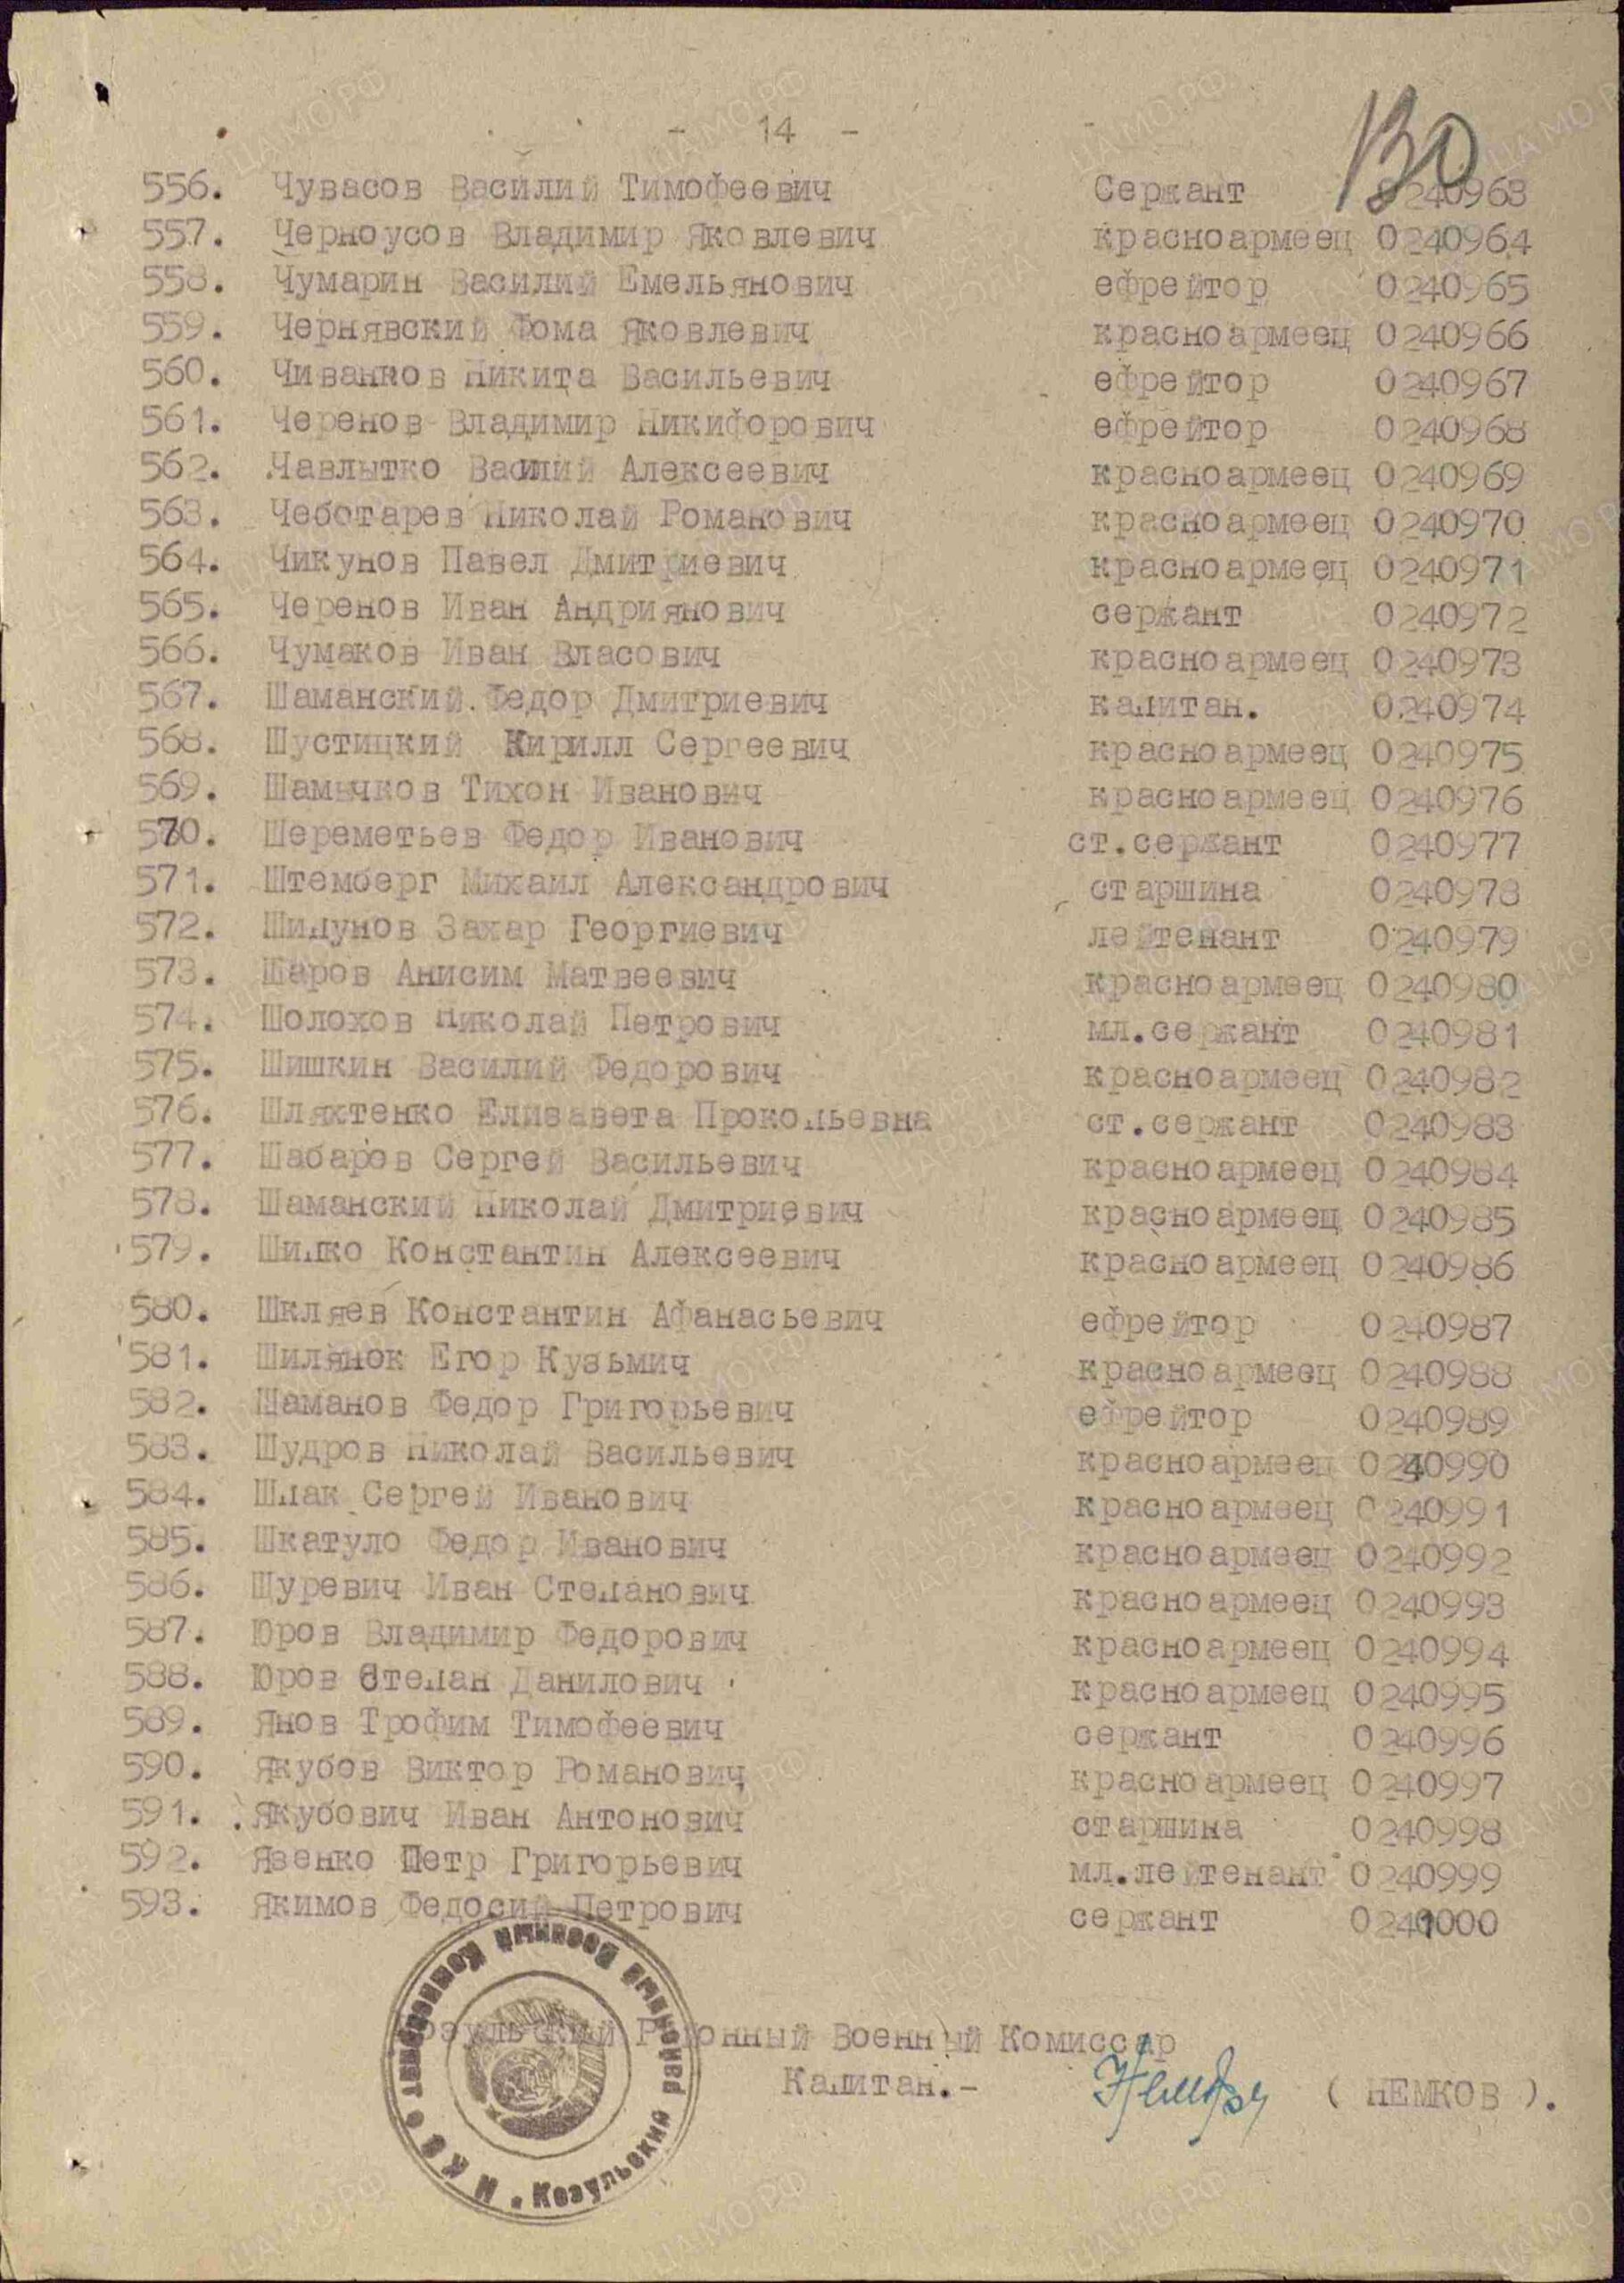 - 14 -
130
556. Чувасов Василий Тимофеевич Сержант 0240963
557. Черноусов Владимир Яковлевич красноармеец 0240964
558. Чумарин Василий Емельянович ефрейтор 0240965
559. Чернявский Фома Яковлевич красноармеец 0240966
560. Чиванков Никита Васильевич ефрейтор 0240967
561. Черенов Владимир Никифорович ефрейтор 0240968
562. Чавлытко Василий Алексеевич красноармеец 0240969
563. Чеботарев Николай Романович красноармеец 0240970
564. Чикунов Павел Дмитриевич красноармеец 0240971
565. Черенов Иван Андриянович сержант 0240972
566. Чумаков Иван Власович красноармеец 0240973
567. Шаманский Федор Дмитриевич капитан. 0240974
568. Шустицкий Кирилл Сергеевич красноармеец 0240975
569. Шамычков Тихон Иванович красноармеец 0240976
570. Шереметьев Федор Иванович ст.сержант 0240977
571. Штемберг Михаил Александрович старшина 0240978
572. Шипунов Захар Георгиевич лейтенант 0240979
573. Шаров Анисим Матвеевич красноармеец 0240980
574. Шолохов Николай Петрович мл.сержант 0240981
575. Шишкин Василий Федорович красноармеец 0240982
576. Шляхтенко Елизавета Прокопьевна ст.сержант 0240983
577. Шабаров Сергей Васильевич красноармеец 0240984
578. Шаманский Николай Дмитриевич красноармеец 0240985
579. Шипко Константин Алексеевич красноармеец 0240986
580. Шкляев Константин Афанасьевич ефрейтор 0240987
581. Шилянок Егор Кузьмич красноармеец 0240988
582. Шаманов Федор Григорьевич ефрейтор 0240989
583. Шудров Николай Васильевич красноармеец 0240990
584. Шпак Сергей Иванович красноармеец 0240991
585. Шкатуло Федор Иванович красноармеец 0240992
586. Щуревич Иван Степанович красноармеец 0240993
587. Юров Владимир Федорович красноармеец 0240994
588. Юров Степан Данилович красноармеец 0240995
589. Янов Трофим Тимофеевич сержант 0240996
590. Якубов Виктор Романович красноармеец 0240997
591. Якубович Иван Антонович старшина 0240998
592. Язенко Петр Григорьевич мл.лейтенант 0240999
593. Якимов Федосий Петрович сержант 0241000
Козульский Районный Военный Комиссар
Капитан.- ( НЕМКОВ ).
Козульский районный военный комиссариат
ЦАМО.РФ